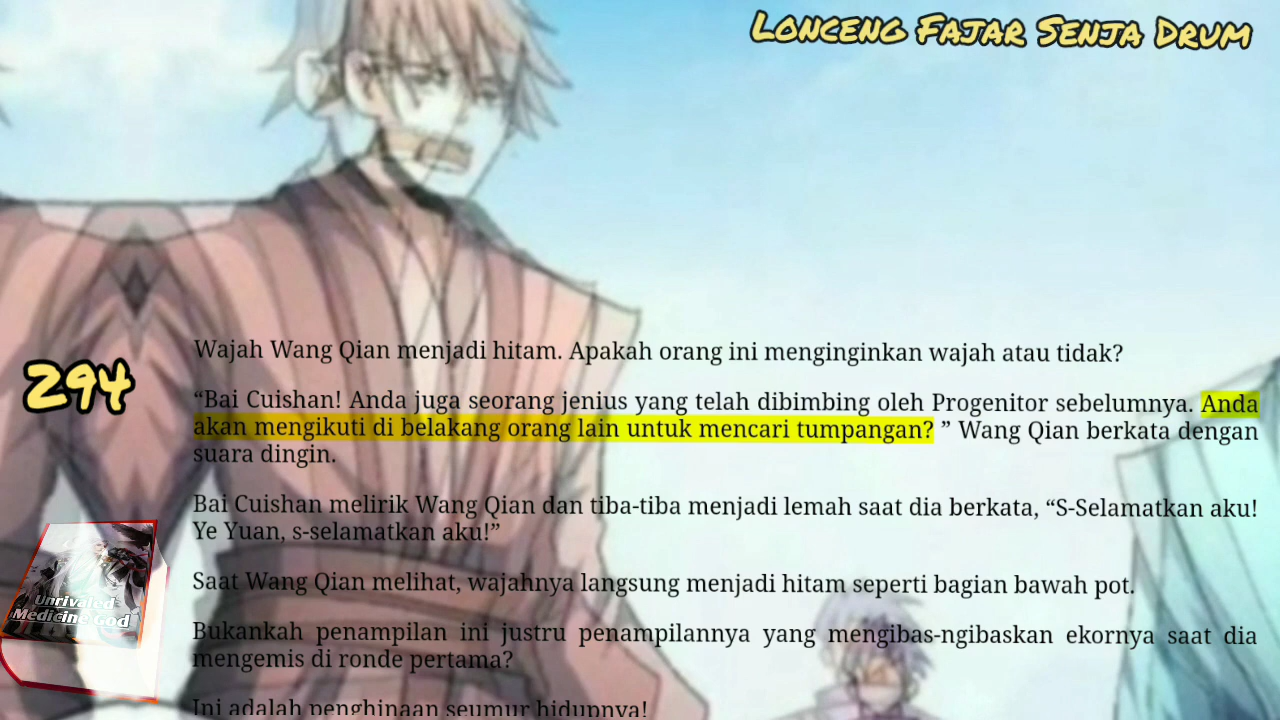 Lonceng Fajar Senja Drum
Wajah Wang Qian menjadi hitam. Apakah orang ini menginginkan wajah atau tidak?
294
“Bai Cuishan! Anda juga seorang jenius yang telah dibimbing oleh Progenitor sebelumnya. Anda
akan mengikuti di belakang orang lain untuk mencari tumpangan? ” Wang Qian berkata dengan
suara dingin.
Bai Cuishan melirik Wang Qian dan tiba-tiba menjadi lemah saat dia berkata, “S-Selamatkan aku!
Ye Yuan, s-selamatkan aku!”
Saat Wang Qian melihat, wajahnya langsung menjadi hitam seperti bagian bawah pot.
Unrivaled
Medicine God
Bukankah penampilan ini justru penampilannya yang mengibas-ngibaskan ekornya saat dia
mengemis di ronde pertama?
Ini adalah penghinaan seumur hidupnya!